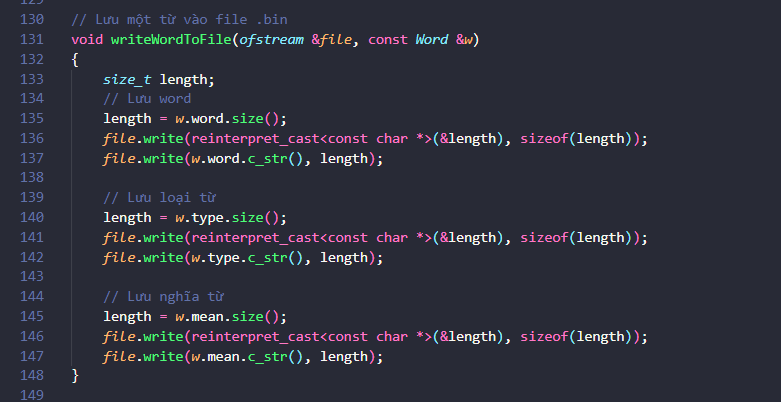 129
130 // Lưu một từ vào file .bin
131 void writeWordToFile(ofstream &file, const Word &w)
132 {
133     size_t length;
134     // Lưu word
135     length = w.word.size();
136     file.write(reinterpret_cast<const char *>(&length), sizeof(length));
137     file.write(w.word.c_str(), length);
138
139     // Lưu loại từ
140     length = w.type.size();
141     file.write(reinterpret_cast<const char *>(&length), sizeof(length));
142     file.write(w.type.c_str(), length);
143
144     // Lưu nghĩa từ
145     length = w.mean.size();
146     file.write(reinterpret_cast<const char *>(&length), sizeof(length));
147     file.write(w.mean.c_str(), length);
148 }
149